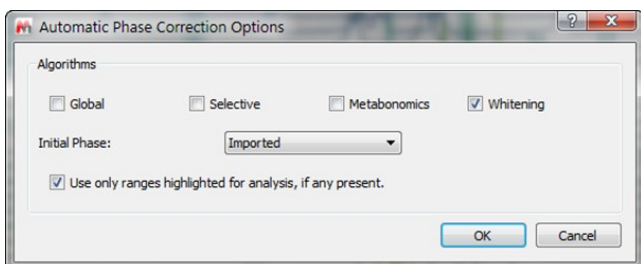 Automatic Phase Correction Options
Algorithms
Global Selective Metabonomics Whitening
Initial Phase: Imported
Use only ranges highlighted for analysis, if any present.
OK Cancel